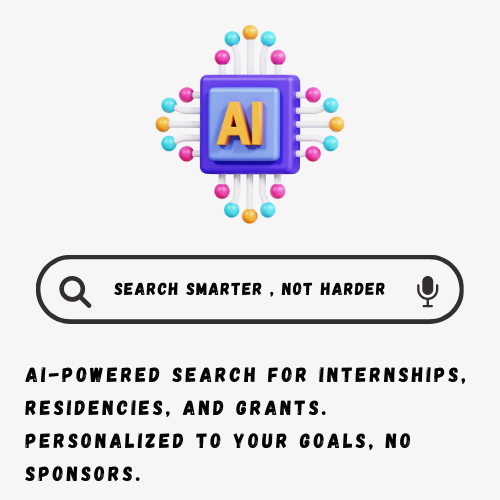 AI
SEARCH SMARTER , NOT HARDER
AI-POWERED SEARCH FOR INTERNSHIPS,
RESIDENCIES, AND GRANTS.
PERSONALIZED TO YOUR GOALS, NO
SPONSORS.